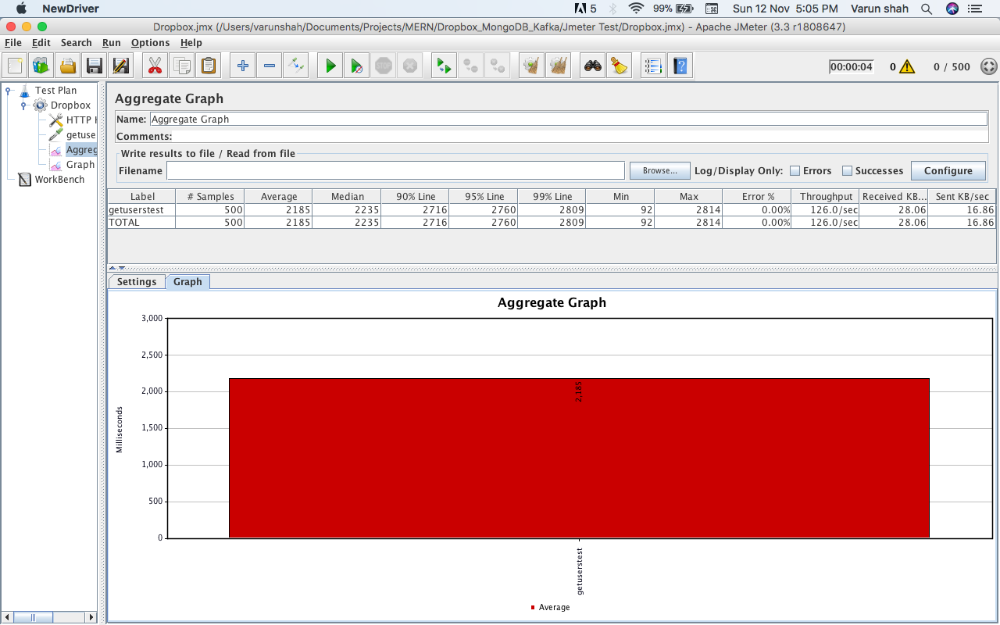 NewDriver 5 99% Sun 12 Nov 5:05 PM Varun shah
Dropbox.jmx (/Users/varunshah/Documents/Projects/MERN/Dropbox_MongoDB_Kafka/Jmeter Test/Dropbox.jmx) - Apache JMeter (3.3 r1808647)
File Edit Search Run Options Help
STOP 00:00:04 0 0 / 500
Test Plan
Dropbox
HTTP
getuse
Aggreg
Graph
WorkBench
Aggregate Graph
Name: Aggregate Graph
Comments:
Write results to file / Read from file
Filename Browse... Log/Display Only: Errors Successes Configure
Label # Samples Average Median 90% Line 95% Line 99% Line Min Max Error % Throughput Received KB... Sent KB/sec
getuserstest 500 2185 2235 2716 2760 2809 92 2814 0.00% 126.0/sec 28.06 16.86
TOTAL 500 2185 2235 2716 2760 2809 92 2814 0.00% 126.0/sec 28.06 16.86
Settings Graph
Aggregate Graph
3,000
2,500
2,000
1,500
1,000
500
0
Milliseconds
2,185
getuserstest
Average